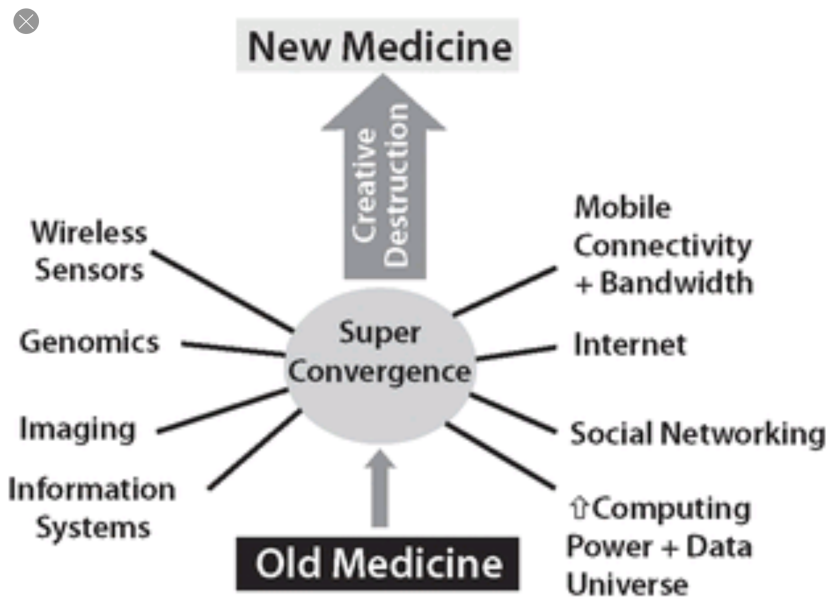 New Medicine
Creative
Destruction
Wireless
Sensors
Genomics
Imaging
Information
Systems
Super
Convergence
Mobile
Connectivity
+ Bandwidth
Internet
Social Networking
⇧Computing
Power + Data
Universe
Old Medicine